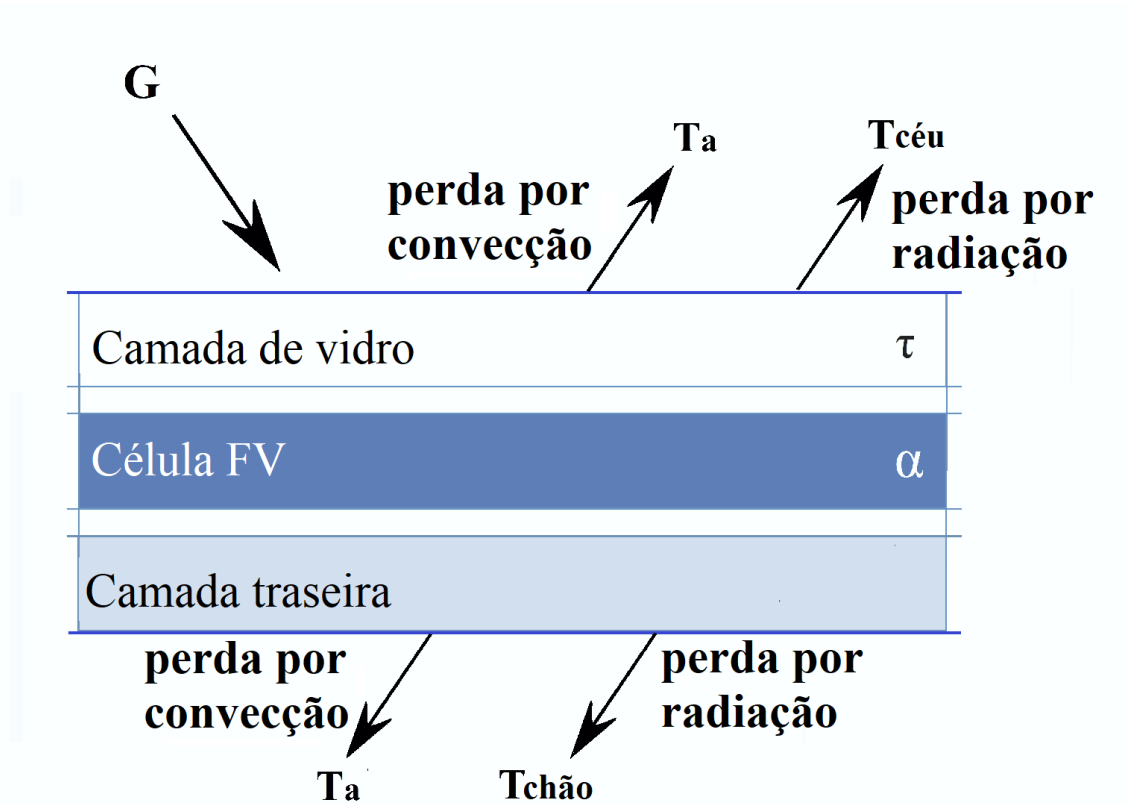 G
Ta
Tcéu
perda por
convecção
perda por
radiação
Camada de vidro
τ
Célula FV
α
Camada traseira
perda por
convecção
perda por
radiação
Ta
Tchão